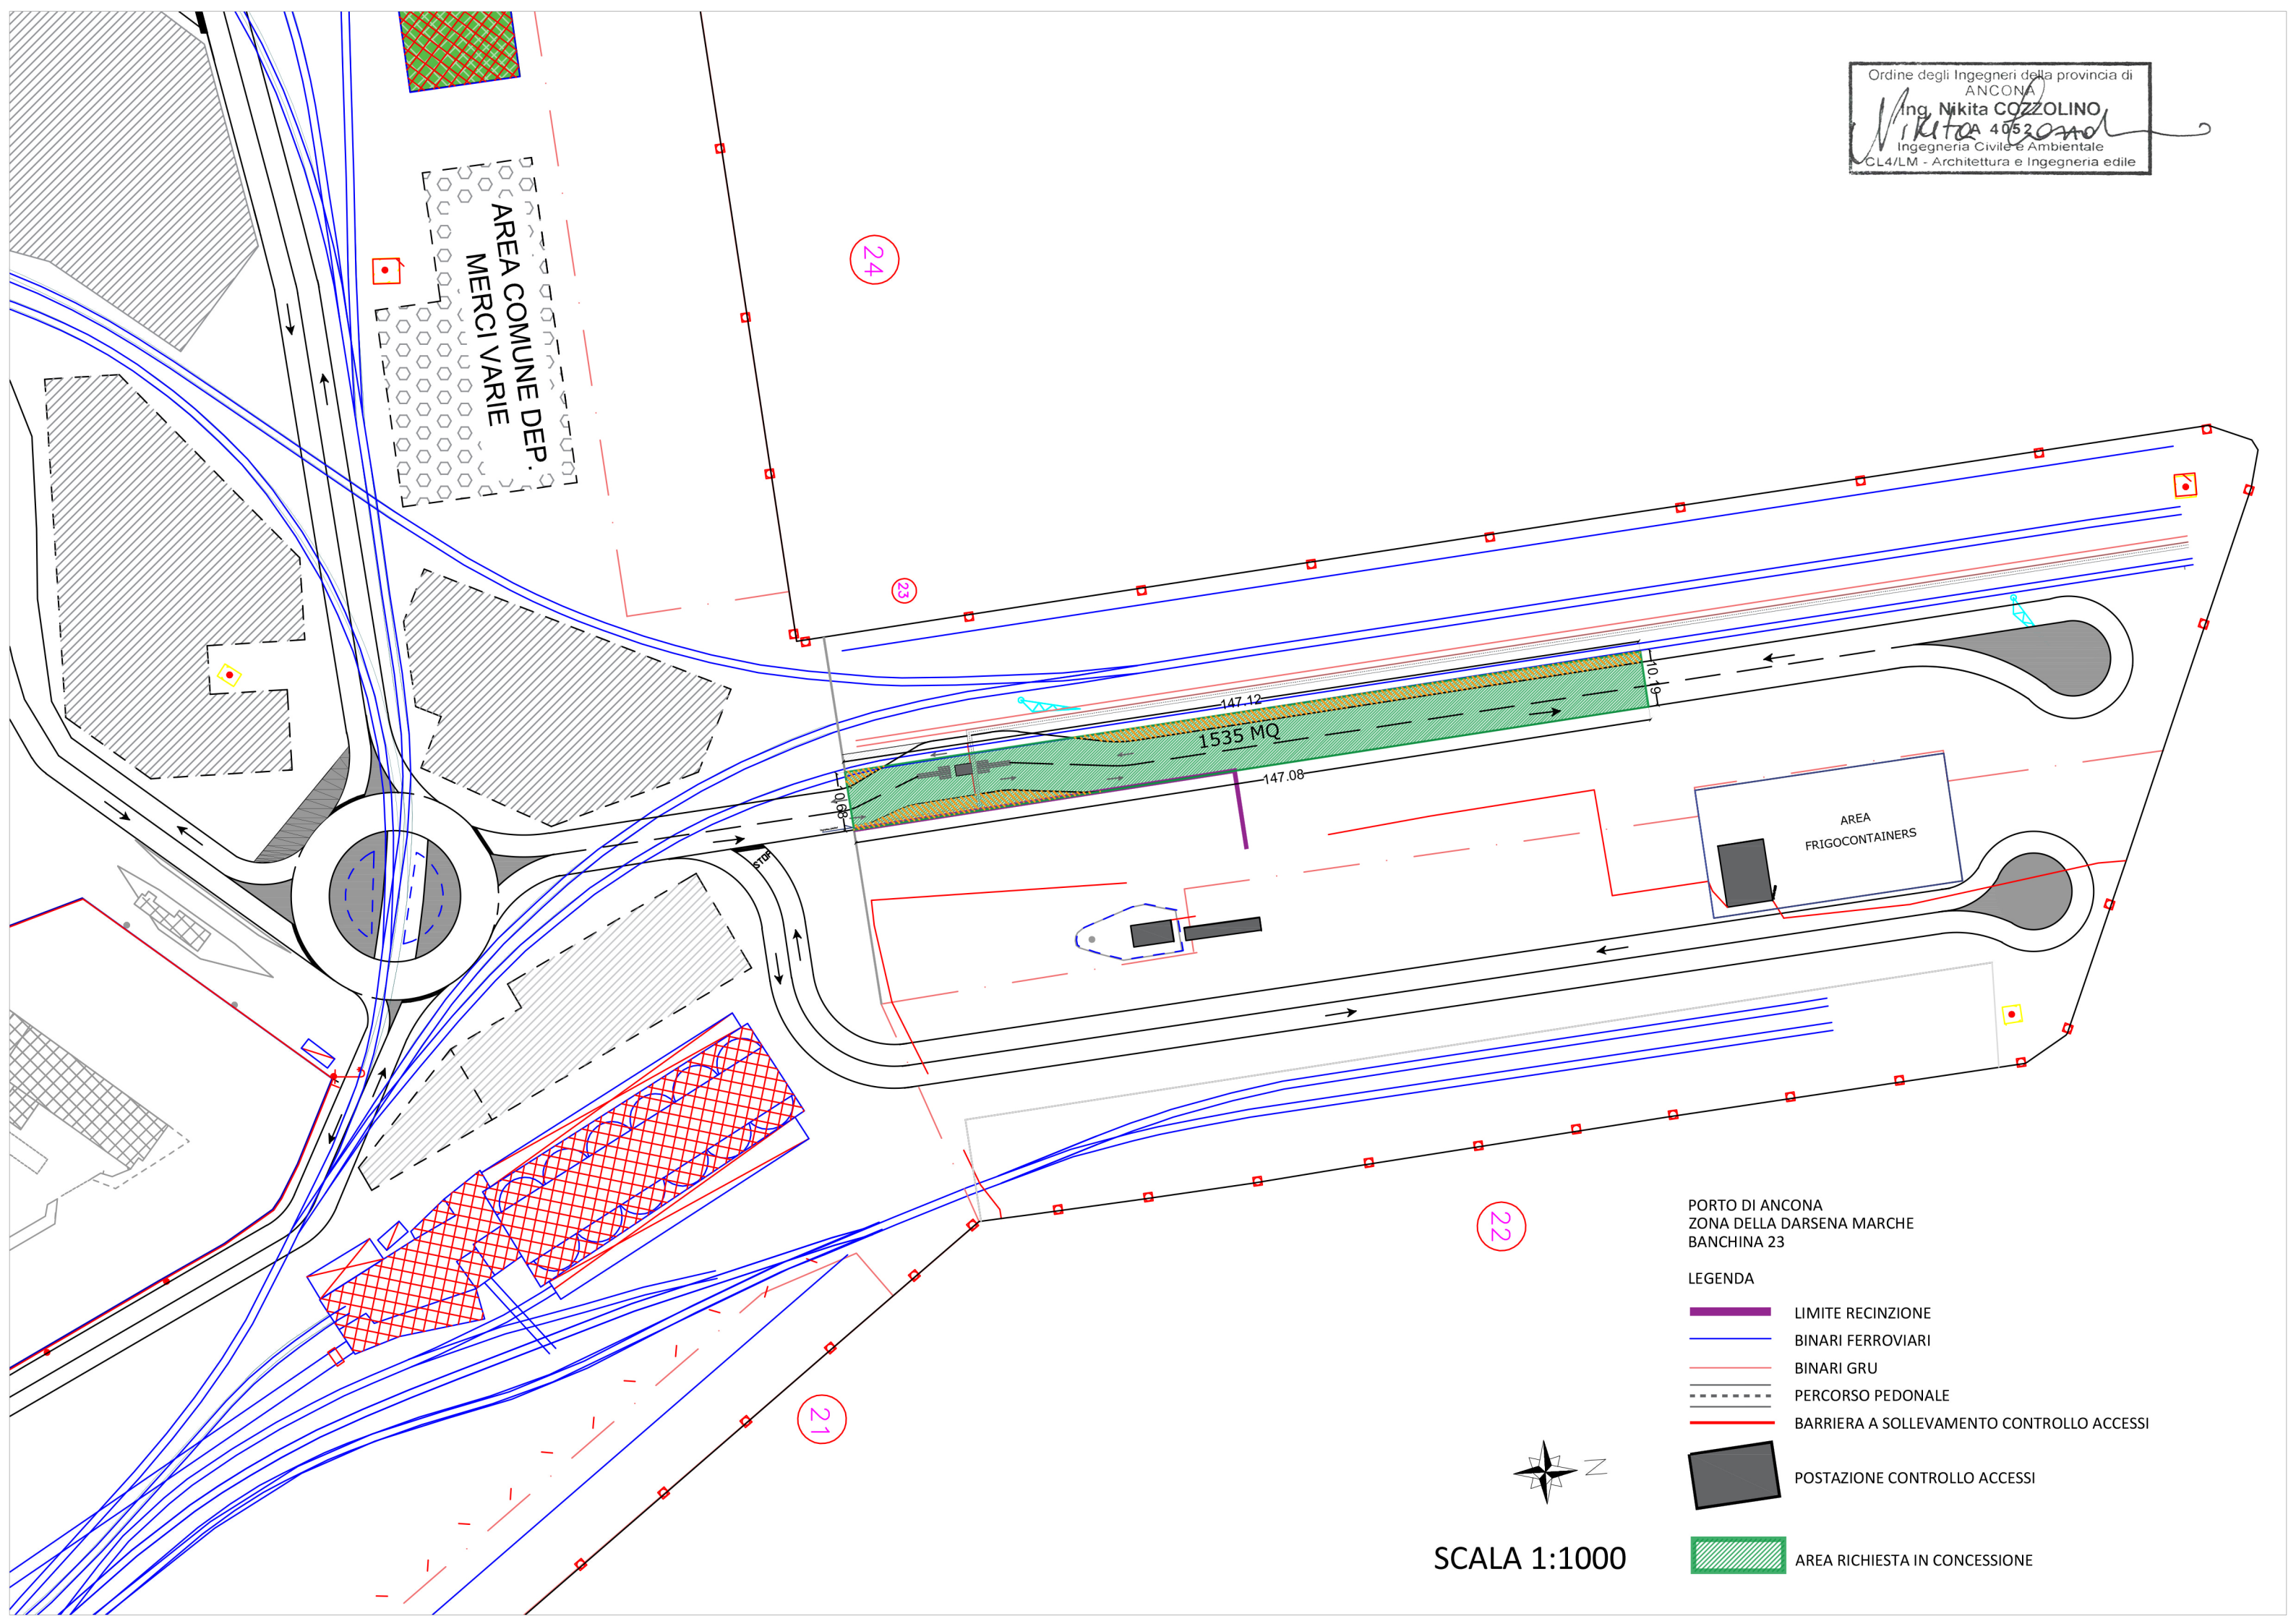 Ordine degli Ingegneri della provincia di
ANCONA
Ing. Nikita COZZOLINO
A 4052
Ingegneria Civile e Ambientale
CL4/LM - Architettura e Ingegneria edile
AREA COMUNE DEP.
MERCI VARIE
24
23
147.12
10.19
1535 MQ
147.08
10.68
STOP
AREA
FRIGOCONTAINERS
22
21
PORTO DI ANCONA
ZONA DELLA DARSENA MARCHE
BANCHINA 23
LEGENDA
LIMITE RECINZIONE
BINARI FERROVIARI
BINARI GRU
PERCORSO PEDONALE
BARRIERA A SOLLEVAMENTO CONTROLLO ACCESSI
POSTAZIONE CONTROLLO ACCESSI
AREA RICHIESTA IN CONCESSIONE
N
SCALA 1:1000